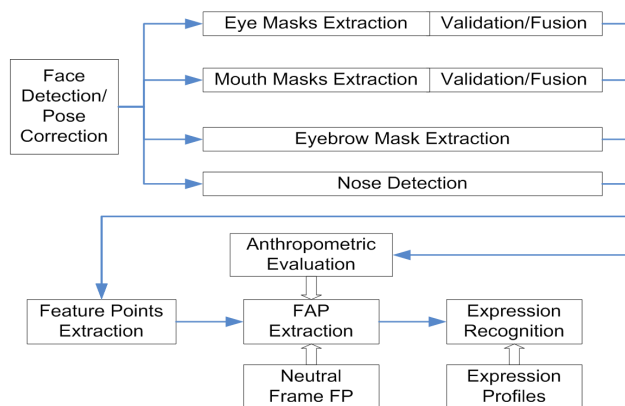 Face
Detection/
Pose
Correction
Eye Masks Extraction
Validation/Fusion
Mouth Masks Extraction
Validation/Fusion
Eyebrow Mask Extraction
Nose Detection
Anthropometric
Evaluation
Feature Points
Extraction
FAP
Extraction
Expression
Recognition
Neutral
Frame FP
Expression
Profiles